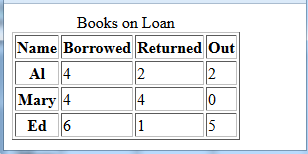 Books on Loan
Name Borrowed Returned Out
Al 4 2 2
Mary 4 4 0
Ed 6 1 5